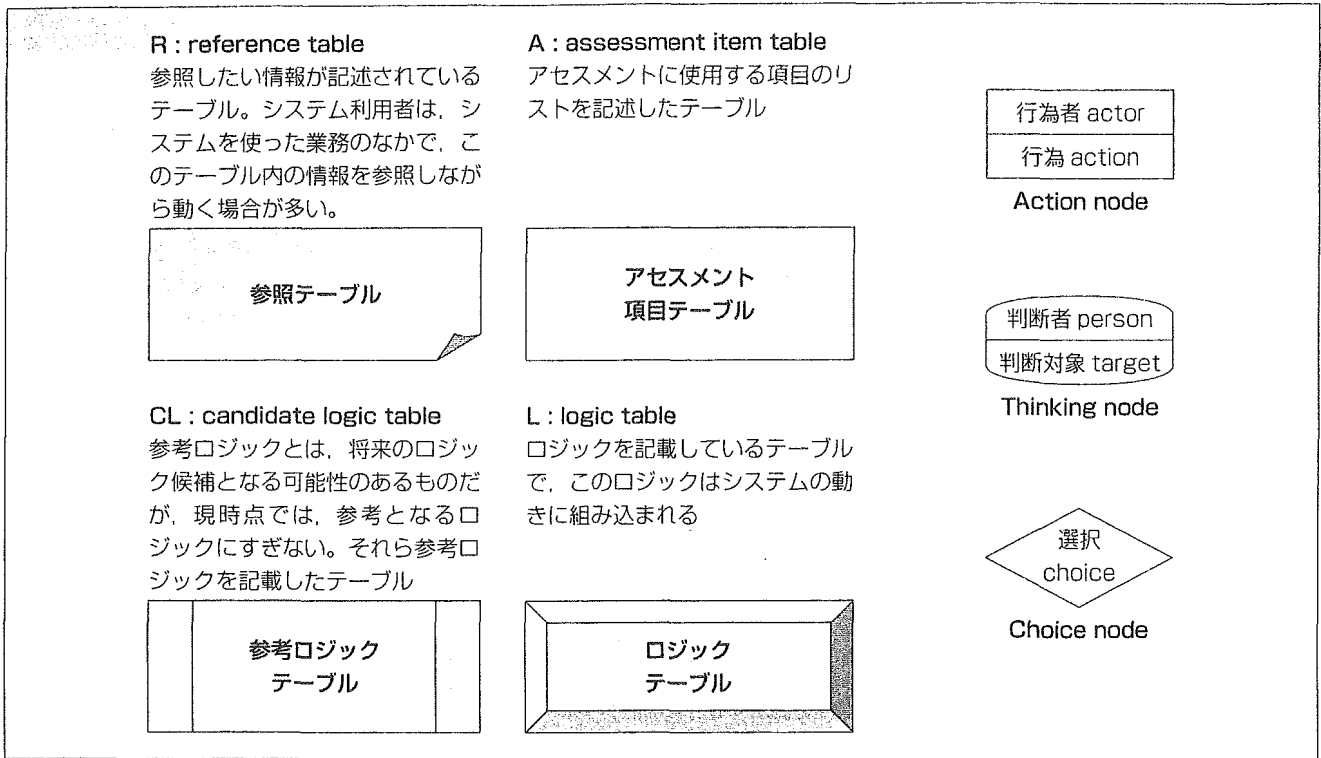 R : reference table
参照したい情報が記述されている
テーブル。システム利用者は，シ
ステムを使った業務のなかで，こ
のテーブル内の情報を参照しなが
ら動く場合が多い。
参照テーブル
A : assessment item table
アセスメントに使用する項目のリ
ストを記述したテーブル
アセスメント
項目テーブル
CL : candidate logic table
参考ロジックとは，将来のロジッ
ク候補となる可能性のあるものだ
が，現時点では，参考となるロ
ジックにすぎない。それら参考ロ
ジックを記載したテーブル
参考ロジック
テーブル
L : logic table
ロジックを記載しているテーブル
で，このロジックはシステムの動
きに組み込まれる
ロジック
テーブル
行為者 actor
行為 action
Action node
判断者 person
判断対象 target
Thinking node
選択
choice
Choice node